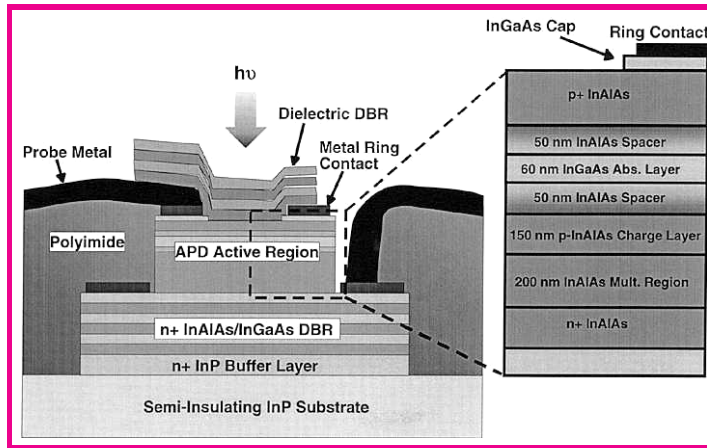 InGaAs Cap
Ring Contact
hυ
Dielectric DBR
Metal Ring
Contact
Probe Metal
p+ InAlAs
50 nm InAlAs Spacer
60 nm InGaAs Abs. Layer
50 nm InAlAs Spacer
150 nm p-InAlAs Charge Layer
200 nm InAlAs Mult. Region
n+ InAlAs
Polyimide
APD Active Region
n+ InAlAs/InGaAs DBR
n+ InP Buffer Layer
Semi-Insulating InP Substrate